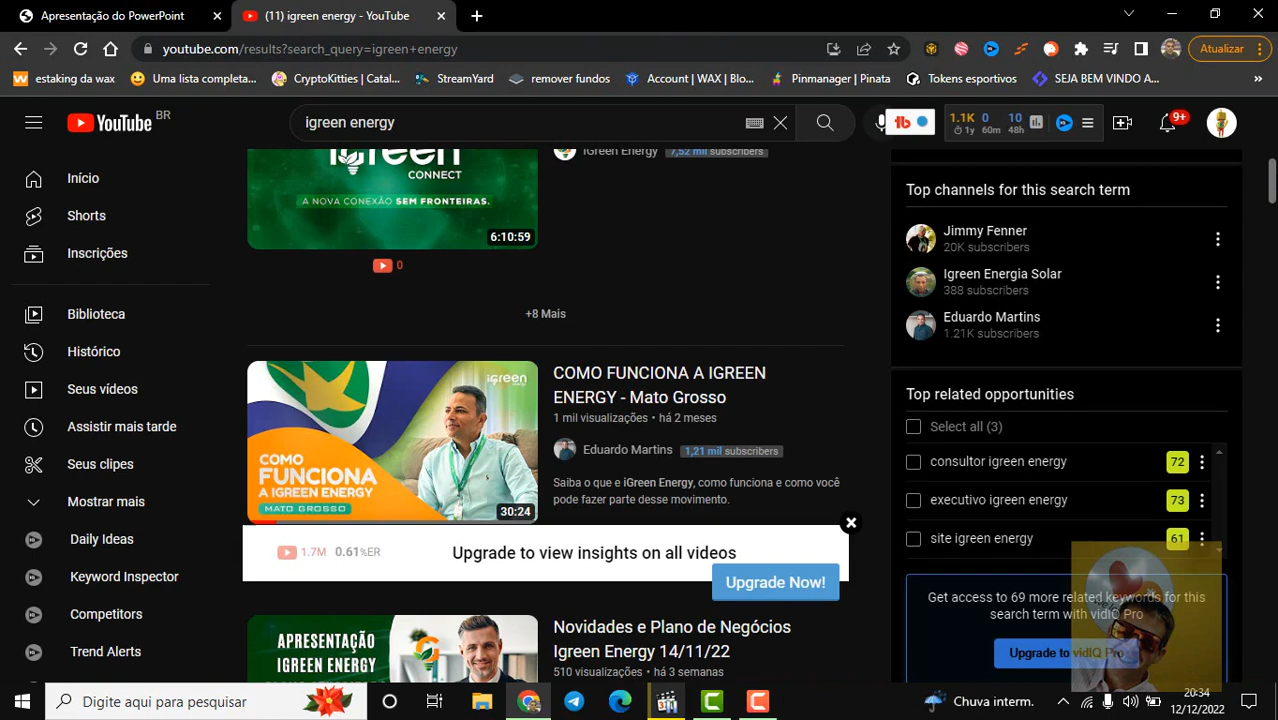 Apresentação do PowerPoint
(11) igreen energy - YouTube
youtube.com/results?search_query=igreen+energy
Atualizar
estaking da wax
Uma lista completa...
CryptoKitties | Catal...
StreamYard
remover fundos
Account | WAX | Blo...
Pinmanager | Pinata
Tokens esportivos
SEJA BEM VINDO A...
»
YouTube BR
igreen energy
1.1K 0 10
1y 60m 48h
9+
Início
Shorts
Inscrições
Biblioteca
Histórico
Seus vídeos
Assistir mais tarde
Seus clipes
Mostrar mais
Daily Ideas
Keyword Inspector
Competitors
Trend Alerts
iGreen
CONNECT
A NOVA CONEXÃO SEM FRONTEIRAS.
6:10:59
iGreen Energy 7,52 mil subscribers
0
+8 Mais
igreen
energy
COMO
FUNCIONA
A IGREEN ENERGY
MATO GROSSO
30:24
COMO FUNCIONA A IGREEN
ENERGY - Mato Grosso
1 mil visualizações • há 2 meses
Eduardo Martins 1,21 mil subscribers
Saiba o que e iGreen Energy, como funciona e como você
pode fazer parte desse movimento.
1.7M 0.61%ER
Upgrade to view insights on all videos
Upgrade Now!
APRESENTAÇÃO
IGREEN ENERGY
Novidades e Plano de Negócios
Igreen Energy 14/11/22
510 visualizações • há 3 semanas
Top channels for this search term
Jimmy Fenner
20K subscribers
Igreen Energia Solar
388 subscribers
Eduardo Martins
1.21K subscribers
Top related opportunities
Select all (3)
consultor igreen energy 72
executivo igreen energy 73
site igreen energy 61
Get access to 69 more related keywords for this
search term with vidIQ Pro
Upgrade to vidIQ Pro
Digite aqui para pesquisar
Chuva interm.
20:34
12/12/2022